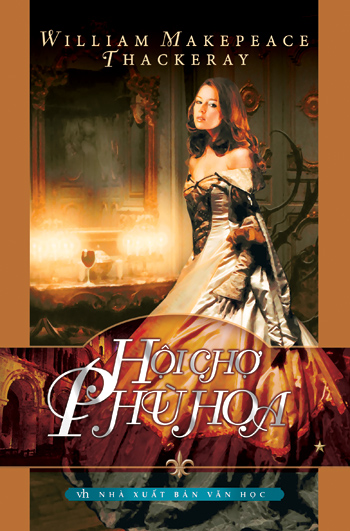 WILLIAM MAKEPEACE
THACKERAY
HỘI CHỢ
PHÙ HOA
vh NHÀ XUẤT BẢN VĂN HỌC